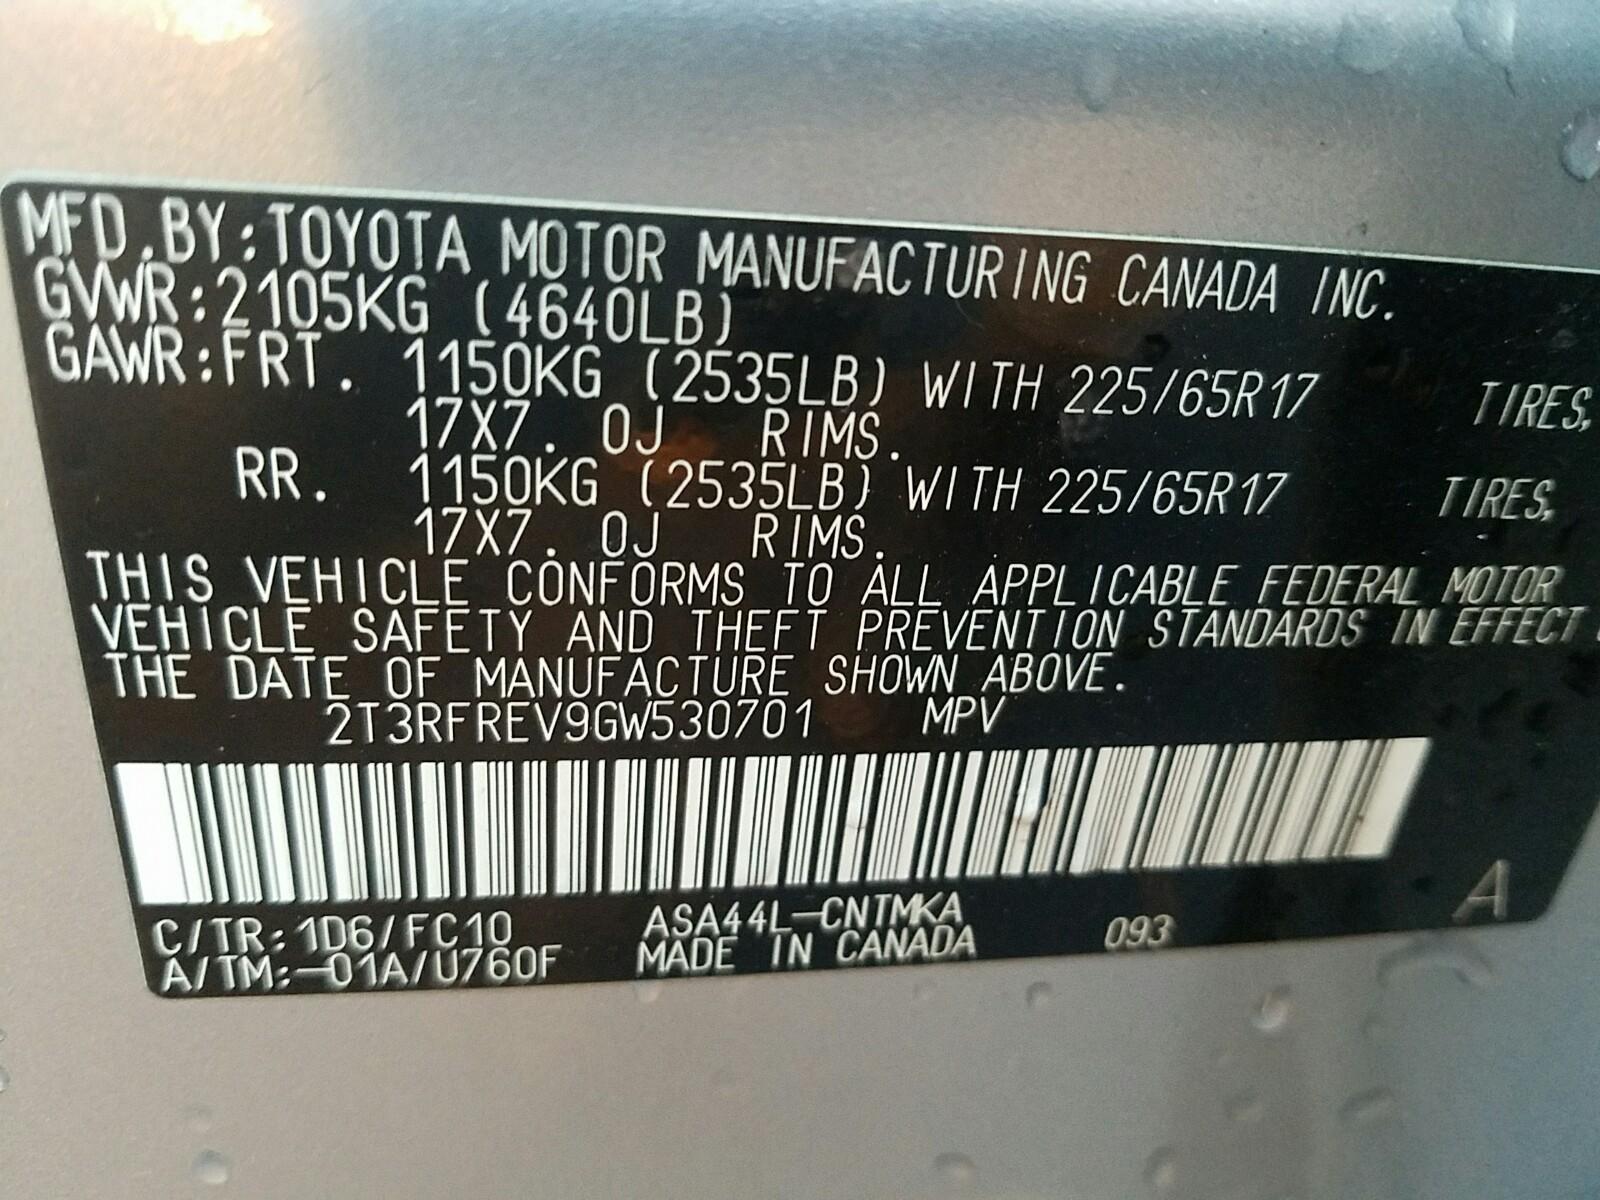 MFD.BY:TOYOTA MOTOR MANUFACTURING CANADA INC.
GVWR:2105KG (4640LB)
GAWR:FRT. 1150KG (2535LB) WITH 225/65R17 TIRES,
17X7. 0J RIMS.
RR. 1150KG (2535LB) WITH 225/65R17 TIRES,
17X7. 0J RIMS.
THIS VEHICLE CONFORMS TO ALL APPLICABLE FEDERAL MOTOR
VEHICLE SAFETY AND THEFT PREVENTION STANDARDS IN EFFECT
THE DATE OF MANUFACTURE SHOWN ABOVE.
2T3RFREV9GW530701 MPV
C/TR:1D6/FC10 ASA44L-CNTMKA 093 A
A/TM:-01A/U760F MADE IN CANADA